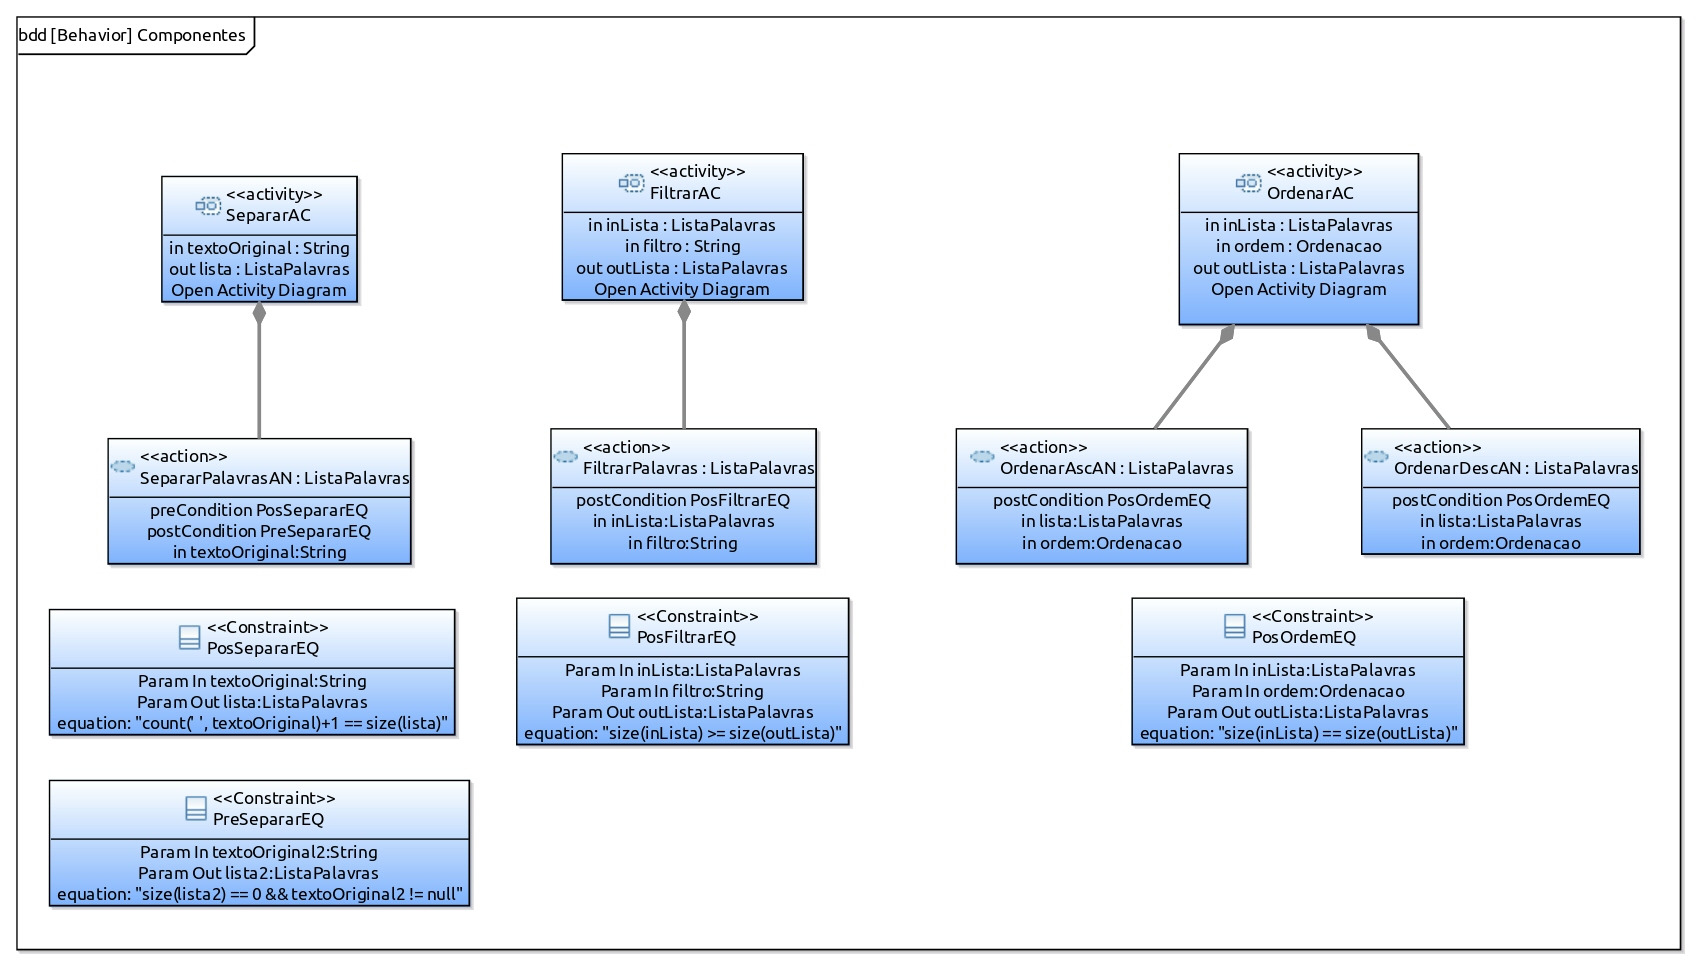 bdd [Behavior] Componentes
<<activity>>
SepararAC
in textoOriginal : String
out lista : ListaPalavras
Open Activity Diagram
<<activity>>
FiltrarAC
in inLista : ListaPalavras
in filtro : String
out outLista : ListaPalavras
Open Activity Diagram
<<activity>>
OrdenarAC
in inLista : ListaPalavras
in ordem : Ordenacao
out outLista : ListaPalavras
Open Activity Diagram
<<action>>
SepararPalavrasAN : ListaPalavras
preCondition PosSepararEQ
postCondition PreSepararEQ
in textoOriginal:String
<<action>>
FiltrarPalavras : ListaPalavras
postCondition PosFiltrarEQ
in inLista:ListaPalavras
in filtro:String
<<action>>
OrdenarAscAN : ListaPalavras
postCondition PosOrdemEQ
in lista:ListaPalavras
in ordem:Ordenacao
<<action>>
OrdenarDescAN : ListaPalavras
postCondition PosOrdemEQ
in lista:ListaPalavras
in ordem:Ordenacao
<<Constraint>>
PosSepararEQ
Param In textoOriginal:String
Param Out lista:ListaPalavras
equation: "count(' ', textoOriginal)+1 == size(lista)"
<<Constraint>>
PosFiltrarEQ
Param In inLista:ListaPalavras
Param In filtro:String
Param Out outLista:ListaPalavras
equation: "size(inLista) >= size(outLista)"
<<Constraint>>
PosOrdemEQ
Param In inLista:ListaPalavras
Param In ordem:Ordenacao
Param Out outLista:ListaPalavras
equation: "size(inLista) == size(outLista)"
<<Constraint>>
PreSepararEQ
Param In textoOriginal2:String
Param Out lista2:ListaPalavras
equation: "size(lista2) == 0 && textoOriginal2 != null"